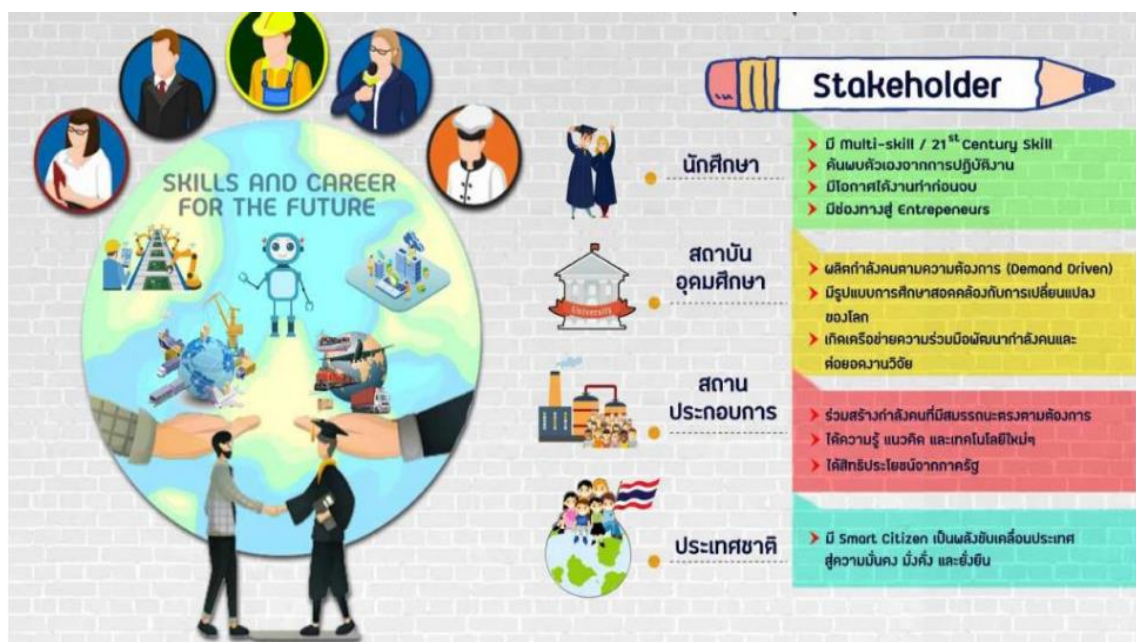 SKILLS AND CAREER
FOR THE FUTURE
Stakeholder
นักศึกษา
มี Multi-skill / 21st Century Skill
ค้นพบตัวเองจากการปฏิบัติงาน
มีโอกาสได้งานทำก่อนจบ
มีช่องทางสู่ Entrepeneurs
สถาบัน
อุดมศึกษา
University
ผลิตกำลังคนตามความต้องการ (Demand Driven)
มีรูปแบบการศึกษาสอดคล้องกับการเปลี่ยนแปลง
ของโลก
เกิดเครือข่ายความร่วมมือพัฒนากำลังคนและ
ต่อยอดงานวิจัย
สถาน
ประกอบการ
ร่วมสร้างกำลังคนที่มีสมรรถนะตรงตามต้องการ
ได้ความรู้ แนวคิด และเทคโนโลยีใหม่ๆ
ได้สิทธิประโยชน์จากภาครัฐ
ประเทศชาติ
มี Smart Citizen เป็นพลังขับเคลื่อนประเทศ
สู่ความมั่นคง มั่งคั่ง และยั่งยืน